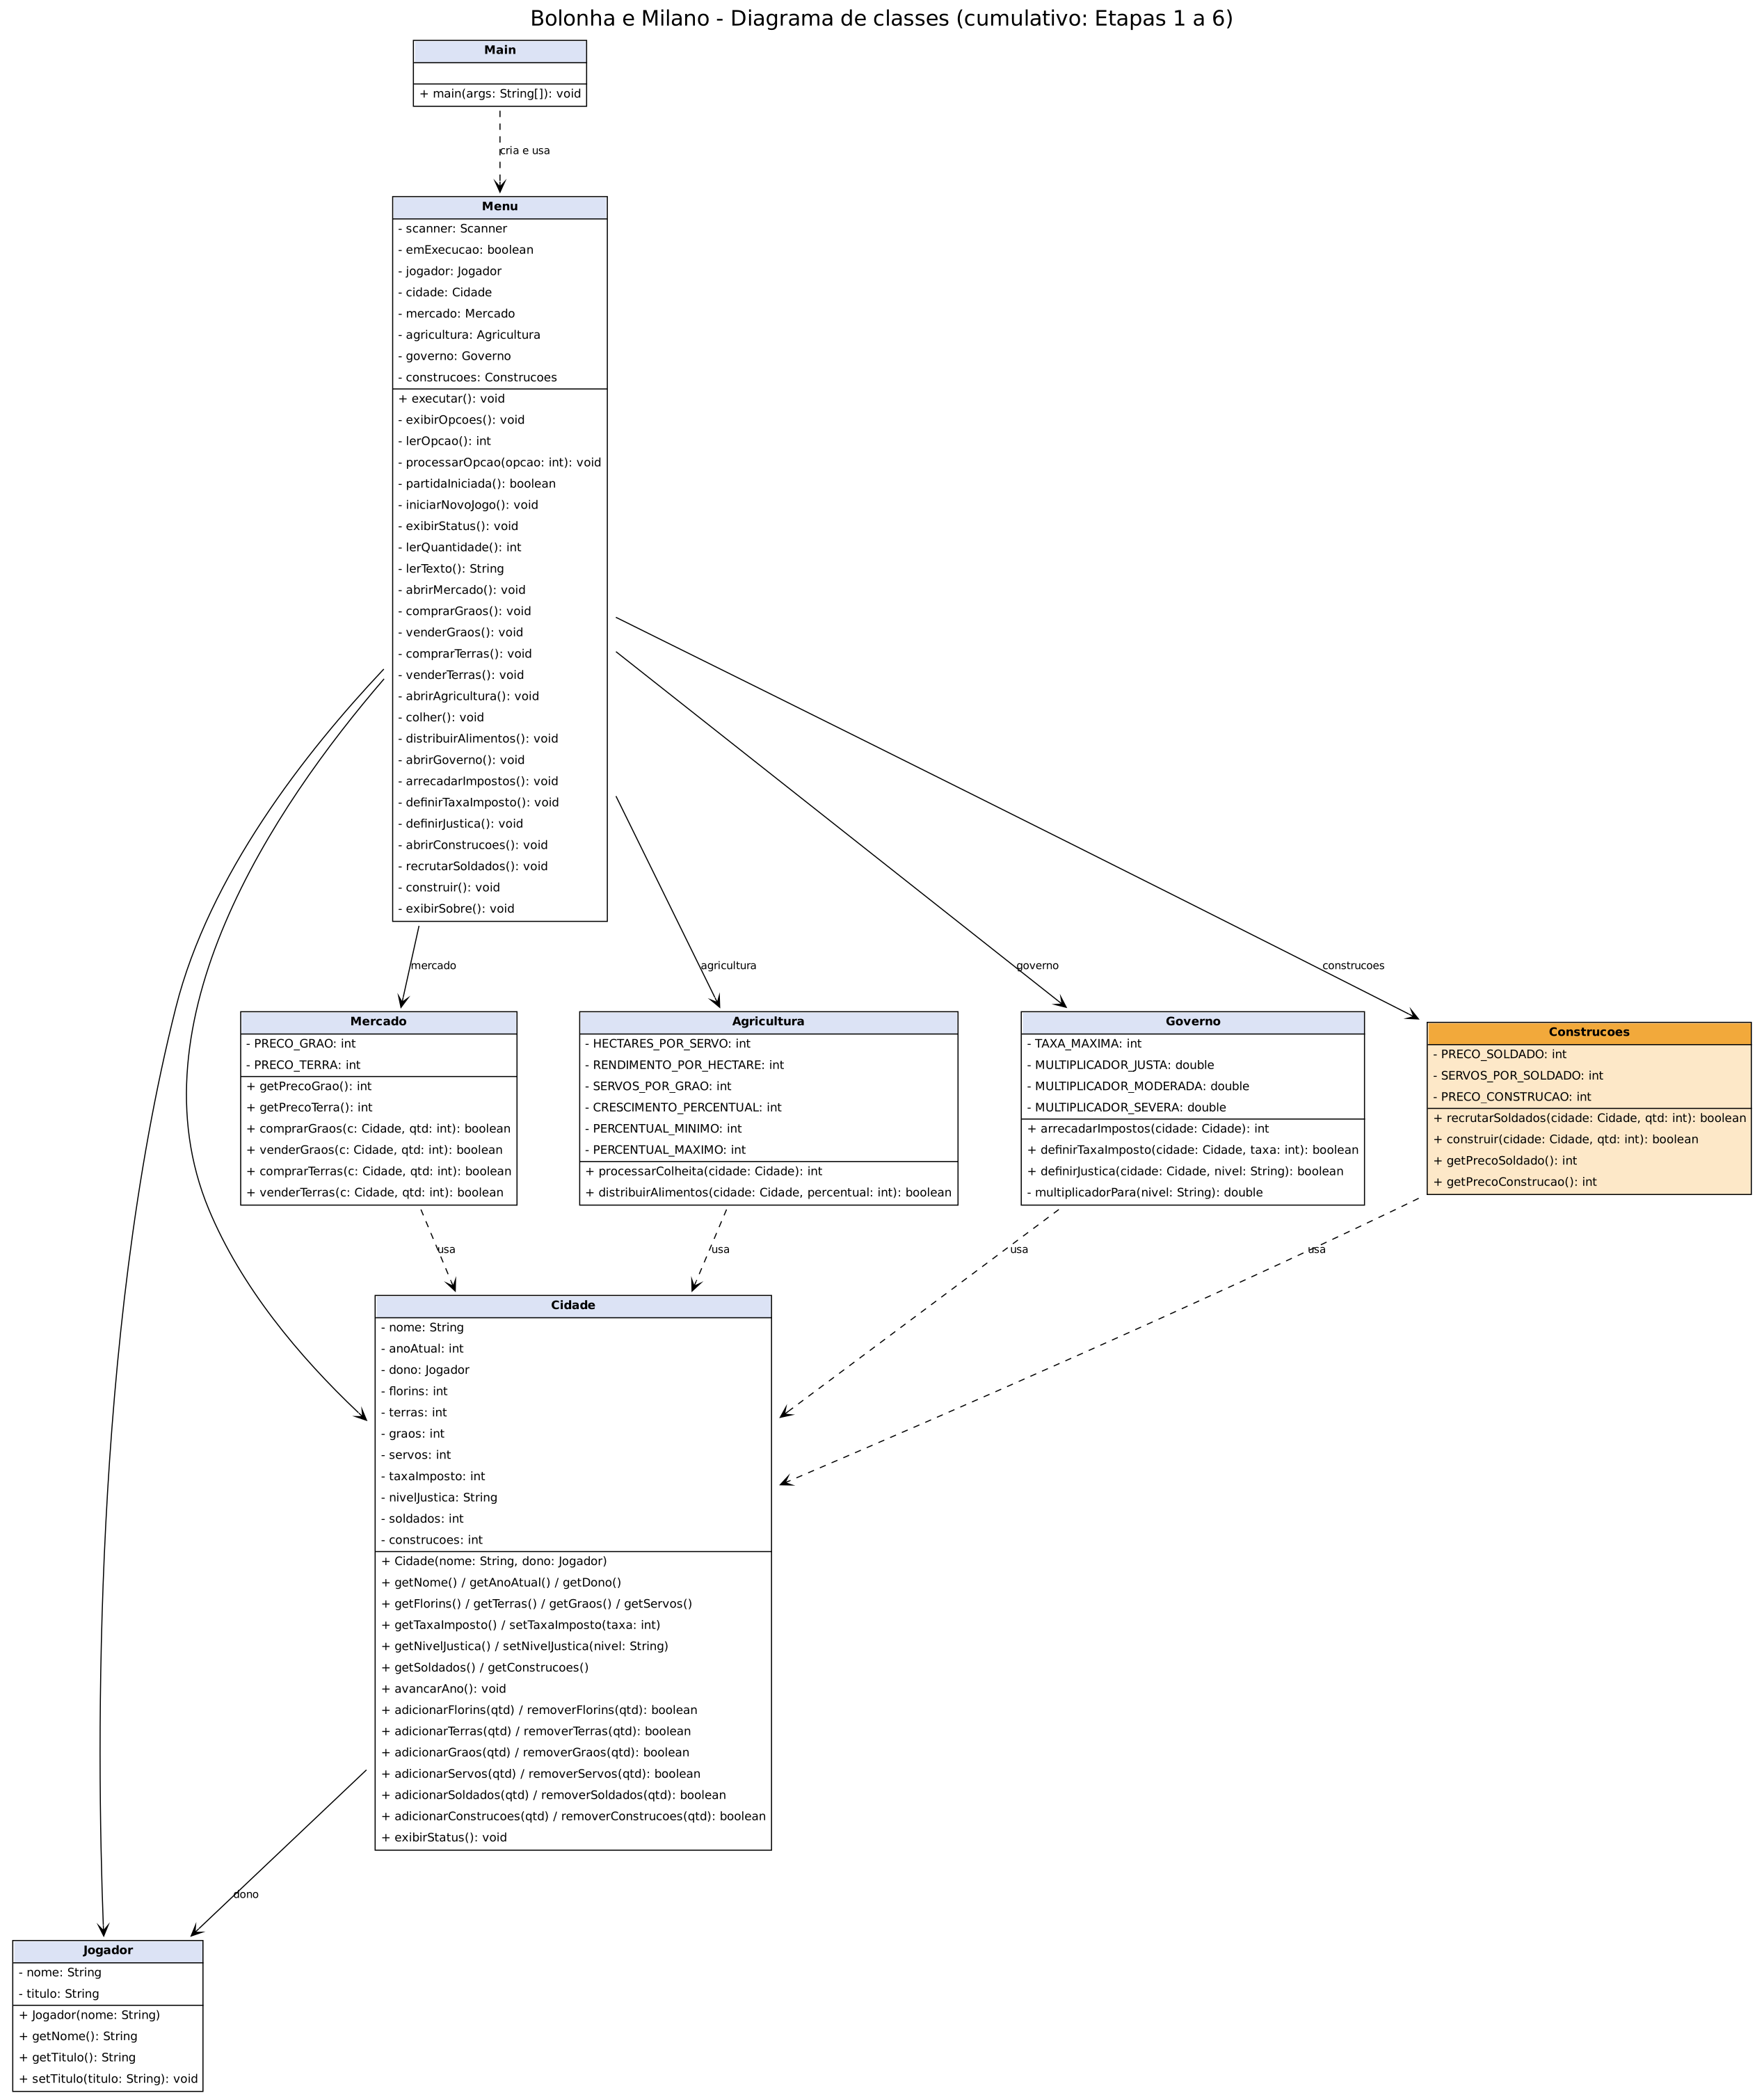 Bolonha e Milano - Diagrama de classes (cumulativo: Etapas 1 a 6)
Main
+ main(args: String[]): void
cria e usa
Menu
- scanner: Scanner
- emExecucao: boolean
- jogador: Jogador
- cidade: Cidade
- mercado: Mercado
- agricultura: Agricultura
- governo: Governo
- construcoes: Construcoes
+ executar(): void
- exibirOpcoes(): void
- lerOpcao(): int
- processarOpcao(opcao: int): void
- partidaIniciada(): boolean
- iniciarNovoJogo(): void
- exibirStatus(): void
- lerQuantidade(): int
- lerTexto(): String
- abrirMercado(): void
- comprarGraos(): void
- venderGraos(): void
- comprarTerras(): void
- venderTerras(): void
- abrirAgricultura(): void
- colher(): void
- distribuirAlimentos(): void
- abrirGoverno(): void
- arrecadarImpostos(): void
- definirTaxaImposto(): void
- definirJustica(): void
- abrirConstrucoes(): void
- recrutarSoldados(): void
- construir(): void
- exibirSobre(): void
mercado
agricultura
governo
construcoes
Mercado
- PRECO_GRAO: int
- PRECO_TERRA: int
+ getPrecoGrao(): int
+ getPrecoTerra(): int
+ comprarGraos(c: Cidade, qtd: int): boolean
+ venderGraos(c: Cidade, qtd: int): boolean
+ comprarTerras(c: Cidade, qtd: int): boolean
+ venderTerras(c: Cidade, qtd: int): boolean
Agricultura
- HECTARES_POR_SERVO: int
- RENDIMENTO_POR_HECTARE: int
- SERVOS_POR_GRAO: int
- CRESCIMENTO_PERCENTUAL: int
- PERCENTUAL_MINIMO: int
- PERCENTUAL_MAXIMO: int
+ processarColheita(cidade: Cidade): int
+ distribuirAlimentos(cidade: Cidade, percentual: int): boolean
Governo
- TAXA_MAXIMA: int
- MULTIPLICADOR_JUSTA: double
- MULTIPLICADOR_MODERADA: double
- MULTIPLICADOR_SEVERA: double
+ arrecadarImpostos(cidade: Cidade): int
+ definirTaxaImposto(cidade: Cidade, taxa: int): boolean
+ definirJustica(cidade: Cidade, nivel: String): boolean
- multiplicadorPara(nivel: String): double
Construcoes
- PRECO_SOLDADO: int
- SERVOS_POR_SOLDADO: int
- PRECO_CONSTRUCAO: int
+ recrutarSoldados(cidade: Cidade, qtd: int): boolean
+ construir(cidade: Cidade, qtd: int): boolean
+ getPrecoSoldado(): int
+ getPrecoConstrucao(): int
usa
usa
usa
usa
Cidade
- nome: String
- anoAtual: int
- dono: Jogador
- florins: int
- terras: int
- graos: int
- servos: int
- taxaImposto: int
- nivelJustica: String
- soldados: int
- construcoes: int
+ Cidade(nome: String, dono: Jogador)
+ getNome() / getAnoAtual() / getDono()
+ getFlorins() / getTerras() / getGraos() / getServos()
+ getTaxaImposto() / setTaxaImposto(taxa: int)
+ getNivelJustica() / setNivelJustica(nivel: String)
+ getSoldados() / getConstrucoes()
+ avancarAno(): void
+ adicionarFlorins(qtd) / removerFlorins(qtd): boolean
+ adicionarTerras(qtd) / removerTerras(qtd): boolean
+ adicionarGraos(qtd) / removerGraos(qtd): boolean
+ adicionarServos(qtd) / removerServos(qtd): boolean
+ adicionarSoldados(qtd) / removerSoldados(qtd): boolean
+ adicionarConstrucoes(qtd) / removerConstrucoes(qtd): boolean
+ exibirStatus(): void
dono
Jogador
- nome: String
- titulo: String
+ Jogador(nome: String)
+ getNome(): String
+ getTitulo(): String
+ setTitulo(titulo: String): void